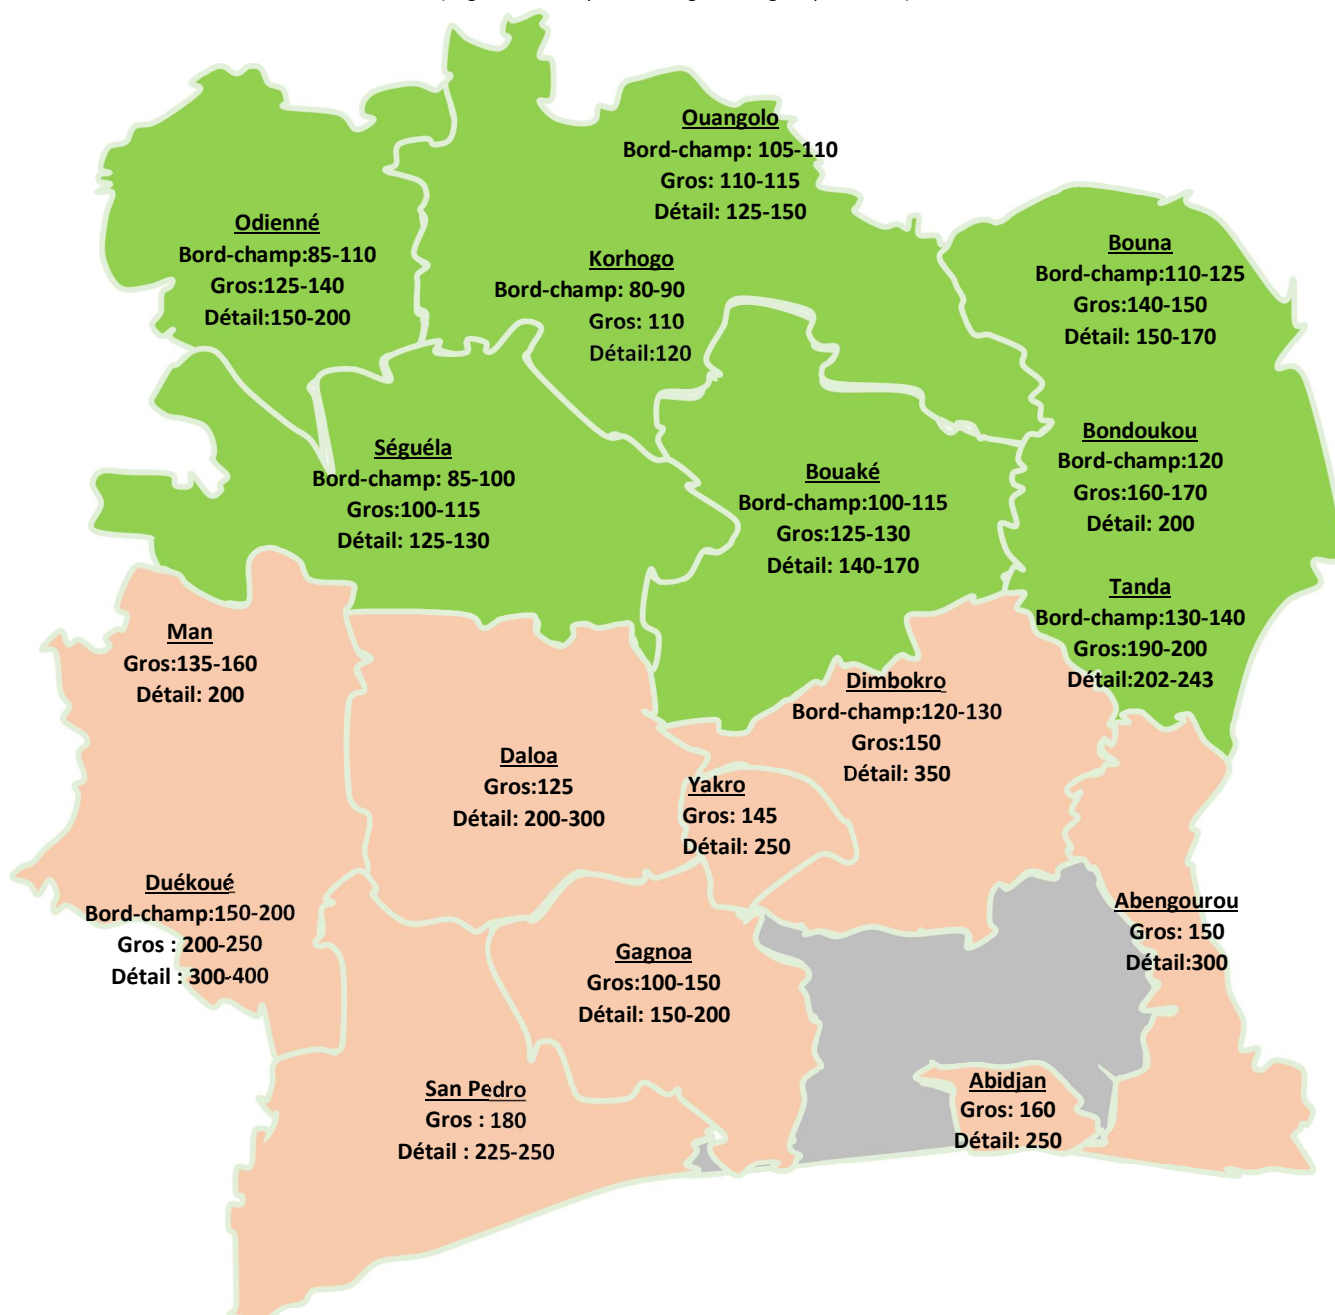 Ouangolo
Bord-champ: 105-110
Gros: 110-115
Détail: 125-150
Odienné
Bord-champ:85-110
Gros:125-140
Détail:150-200
Korhogo
Bord-champ: 80-90
Gros: 110
Détail:120
Bouna
Bord-champ:110-125
Gros:140-150
Détail: 150-170
Séguéla
Bord-champ: 85-100
Gros:100-115
Détail: 125-130
Bouaké
Bord-champ:100-115
Gros:125-130
Détail: 140-170
Bondoukou
Bord-champ:120
Gros:160-170
Détail: 200
Tanda
Bord-champ:130-140
Gros:190-200
Détail:202-243
Man
Gros:135-160
Détail: 200
Dimbokro
Bord-champ:120-130
Gros:150
Détail: 350
Daloa
Gros:125
Détail: 200-300
Yakro
Gros: 145
Détail: 250
Duékoué
Bord-champ:150-200
Gros : 200-250
Détail : 300-400
Gagnoa
Gros:100-150
Détail: 150-200
Abengourou
Gros: 150
Détail:300
San Pedro
Gros : 180
Détail : 225-250
Abidjan
Gros: 160
Détail: 250